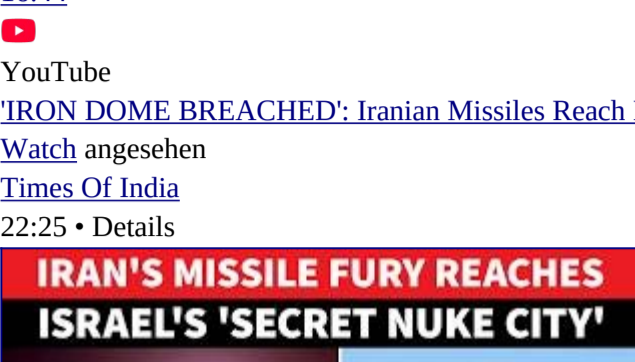 YouTube
'IRON DOME BREACHED': Iranian Missiles Reach
Watch angesehen
Times Of India
22:25 • Details
IRAN'S MISSILE FURY REACHES
ISRAEL'S 'SECRET NUKE CITY'